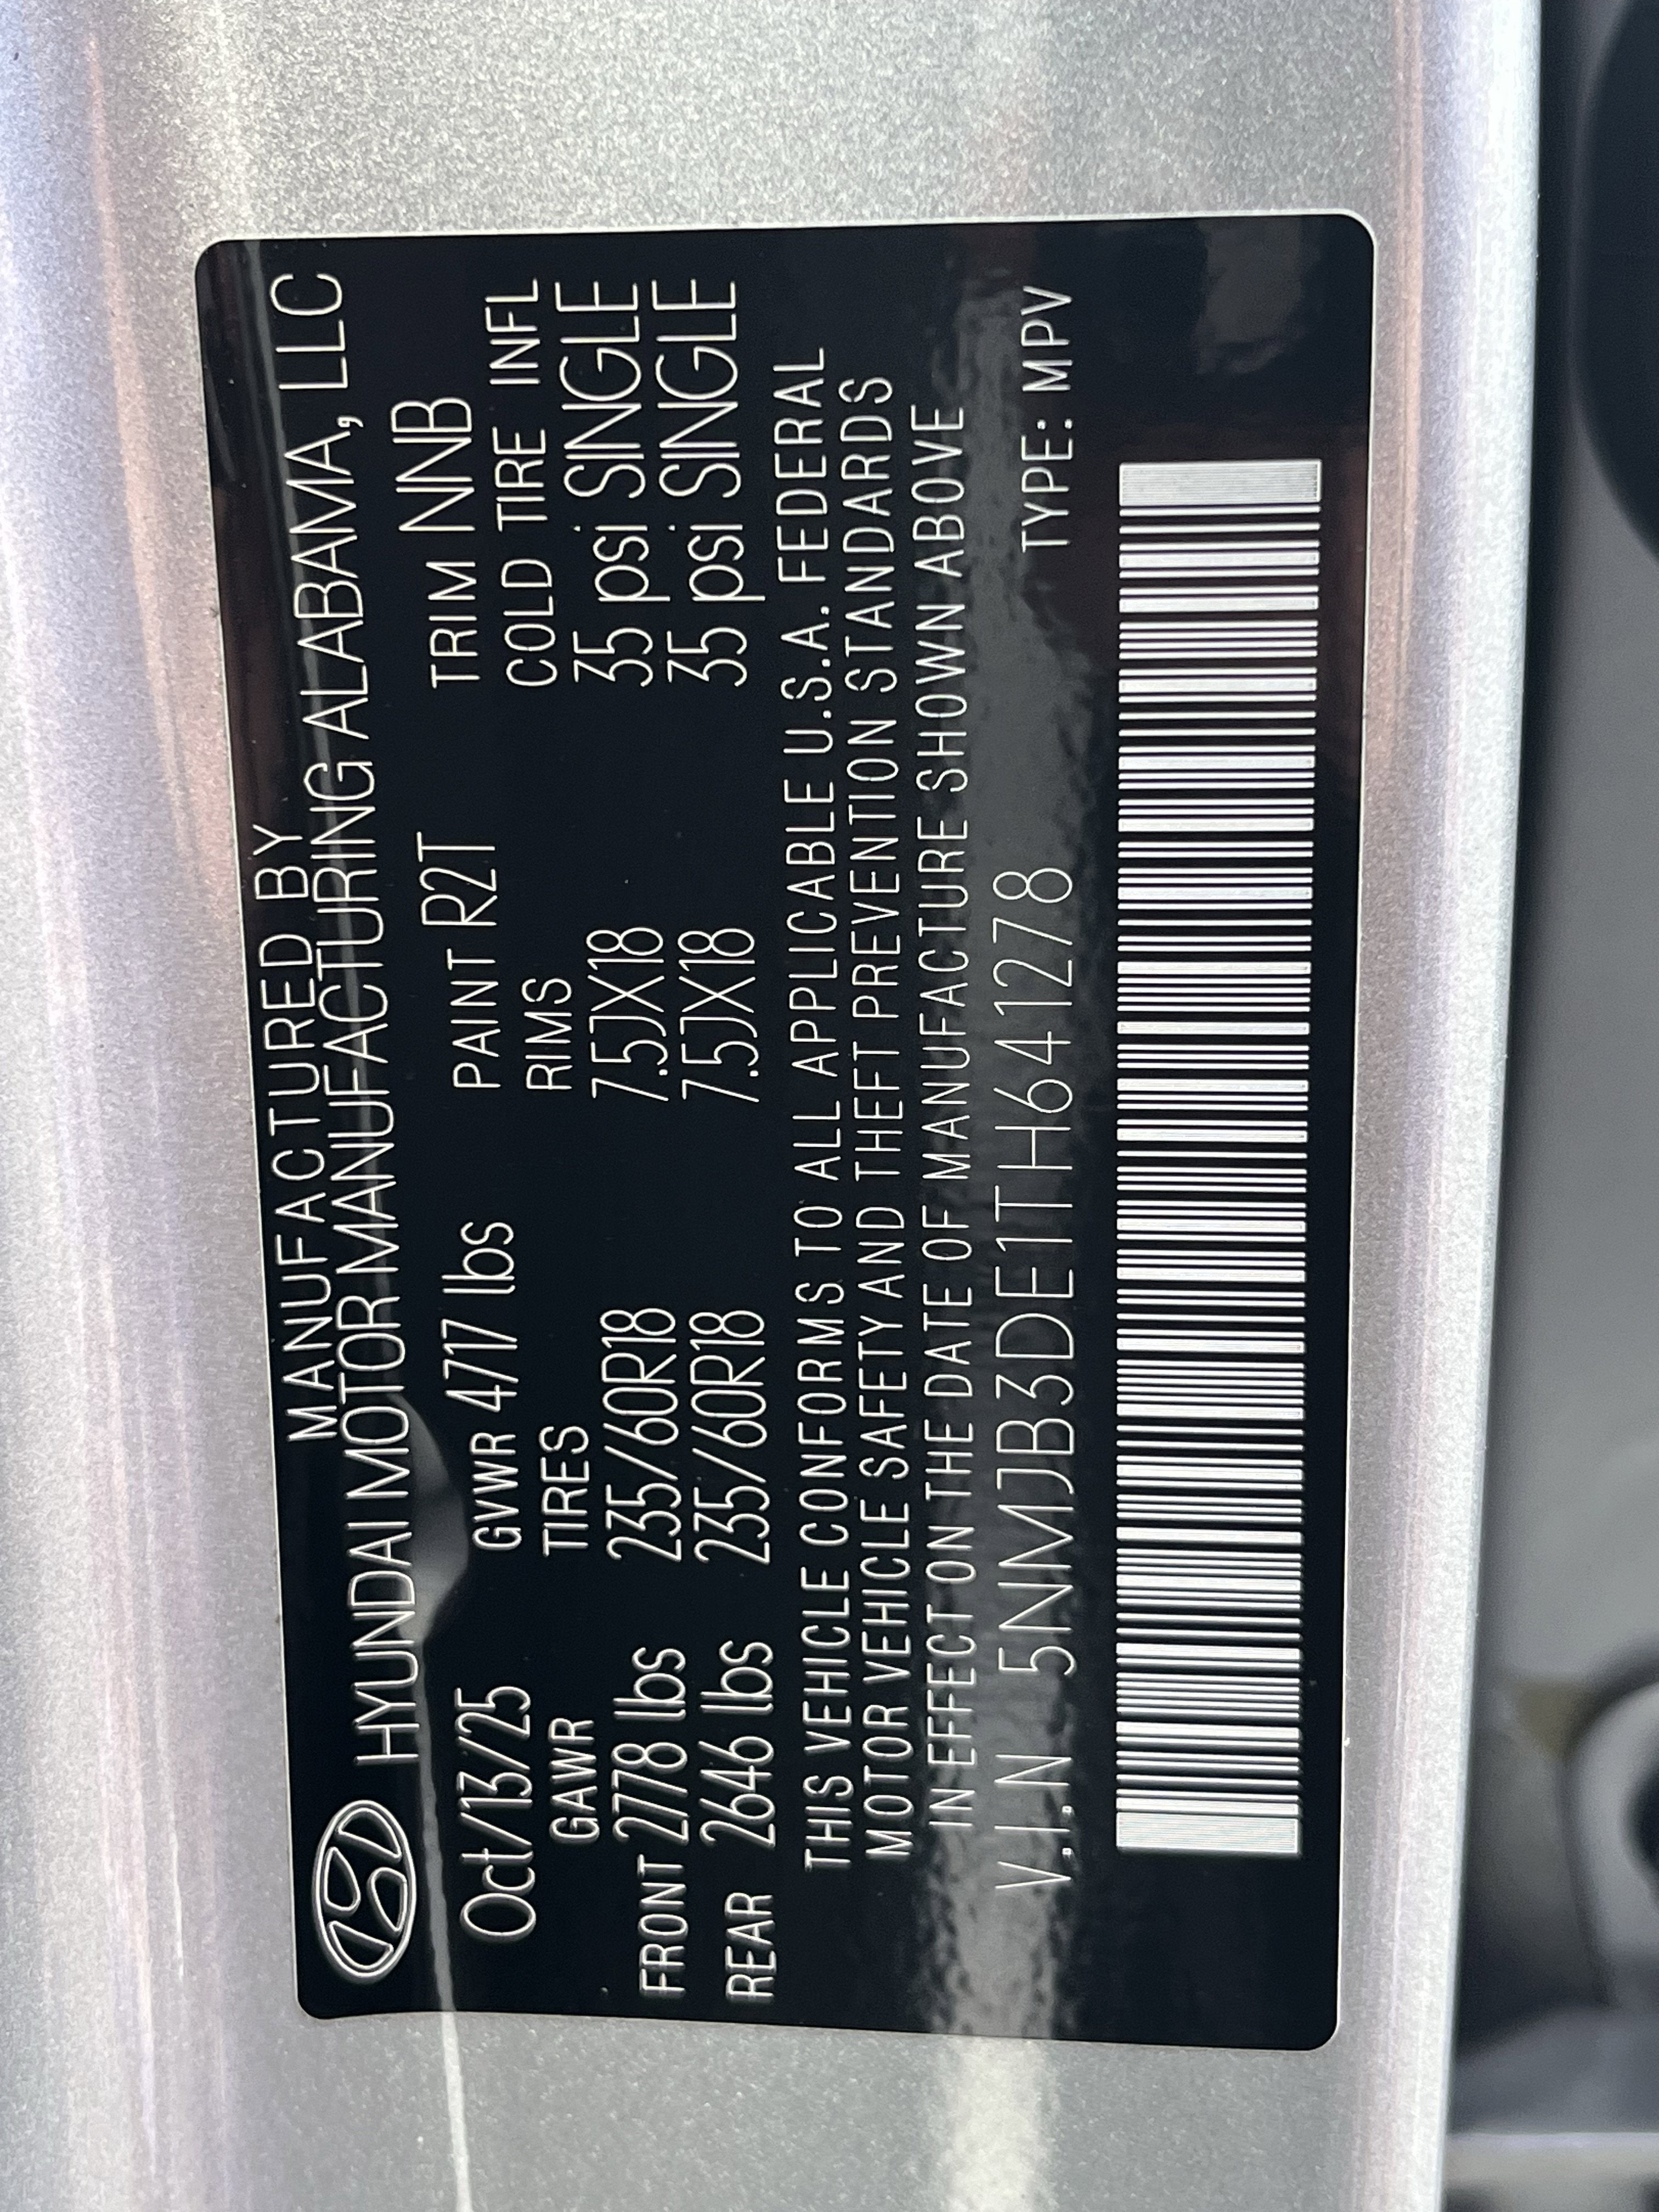 MANUFACTURED BY
HYUNDAI MOTOR MANUFACTURING ALABAMA, LLC
Oct/13/25 GVWR 4717 lbs PAINT R2T TRIM NNB
GAWR TIRES RIMS COLD TIRE INFL
FRONT 2778 lbs 235/60R18 7.5JX18 35 psi SINGLE
REAR 2646 lbs 235/60R18 7.5JX18 35 psi SINGLE
THIS VEHICLE CONFORMS TO ALL APPLICABLE U.S.A. FEDERAL
MOTOR VEHICLE SAFETY AND THEFT PREVENTION STANDARDS
IN EFFECT ON THE DATE OF MANUFACTURE SHOWN ABOVE
V.I.N 5NMJB3DE1TH641278 TYPE: MPV